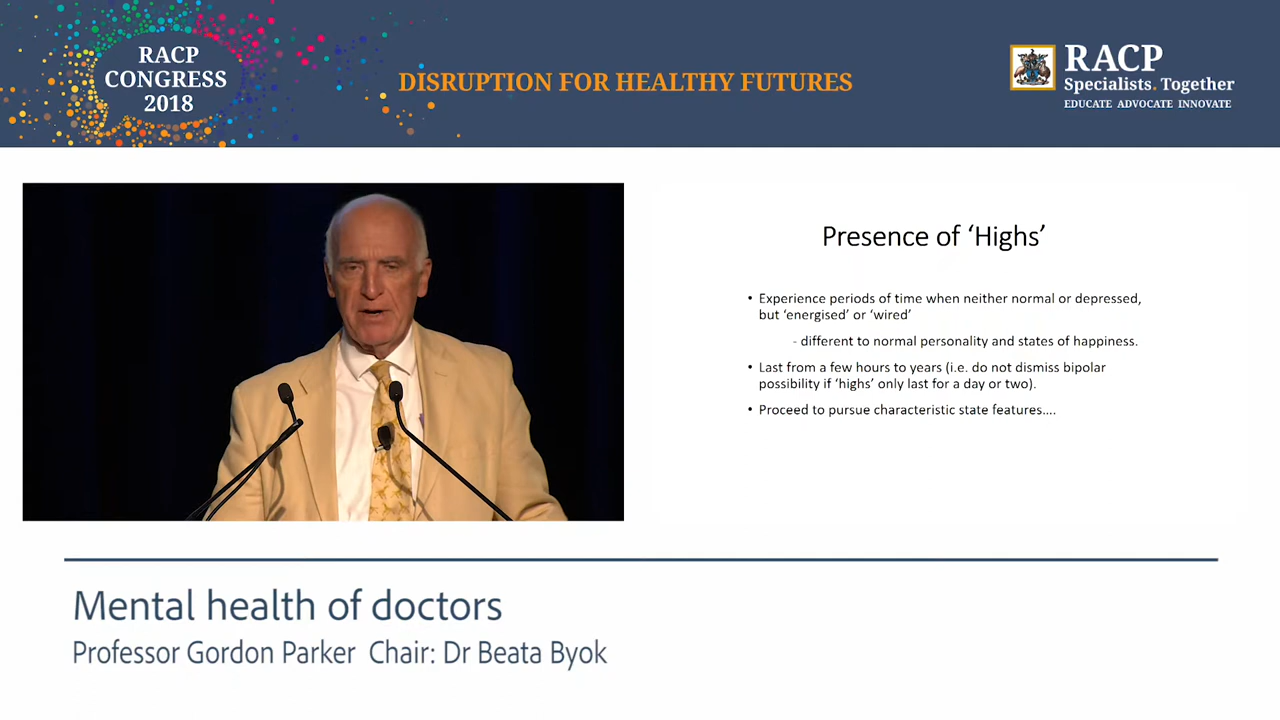 RACP
CONGRESS
2018
DISRUPTION FOR HEALTHY FUTURES
RACP
Specialists. Together
EDUCATE ADVOCATE INNOVATE
Presence of ‘Highs’
• Experience periods of time when neither normal or depressed,
but ‘energised’ or ‘wired’
- different to normal personality and states of happiness.
• Last from a few hours to years (i.e. do not dismiss bipolar
possibility if ‘highs’ only last for a day or two).
• Proceed to pursue characteristic state features....
Mental health of doctors
Professor Gordon Parker Chair: Dr Beata Byok